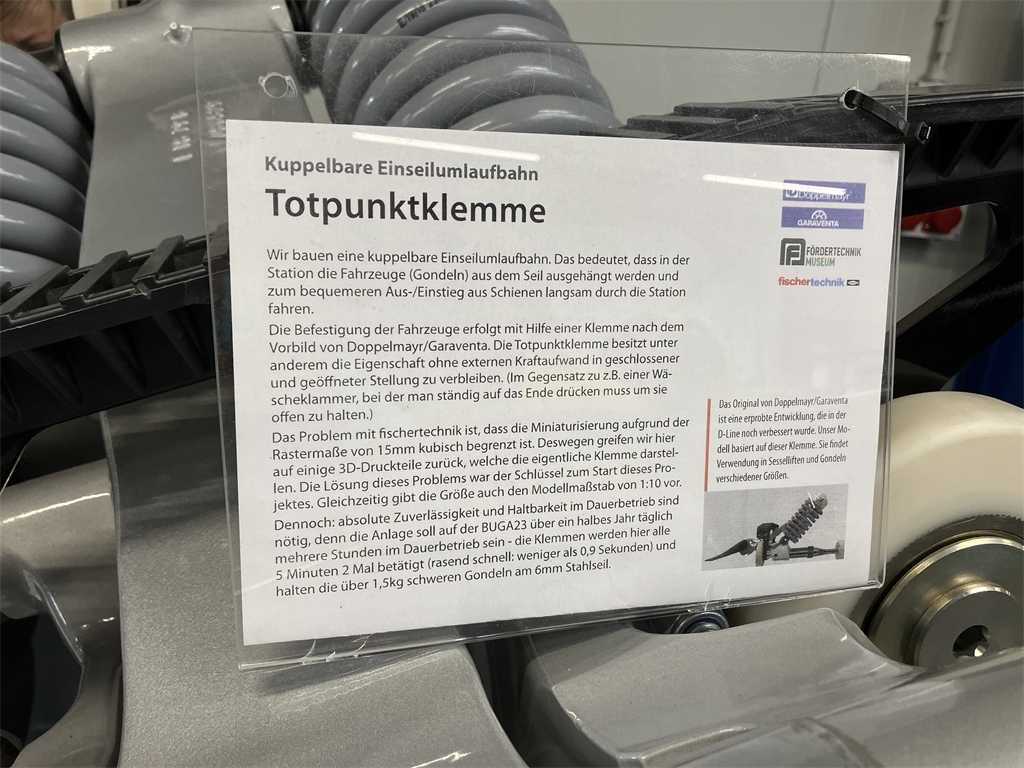 Kuppelbare Einseilumlaufbahn
Totpunktklemme
Doppelmayr
GARAVENTA
FÖRDERTECHNIK
MUSEUM
fischertechnik
Wir bauen eine kuppelbare Einseilumlaufbahn. Das bedeutet, dass in der
Station die Fahrzeuge (Gondeln) aus dem Seil ausgehängt werden und
zum bequemeren Aus-/Einstieg aus Schienen langsam durch die Station
fahren.
Die Befestigung der Fahrzeuge erfolgt mit Hilfe einer Klemme nach dem
Vorbild von Doppelmayr/Garaventa. Die Totpunktklemme besitzt unter
anderem die Eigenschaft ohne externen Kraftaufwand in geschlossener
und geöffneter Stellung zu verbleiben. (Im Gegensatz zu z.B. einer Wä-
scheklammer, bei der man ständig auf das Ende drücken muss um sie
offen zu halten.)
Das Problem mit fischertechnik ist, dass die Miniaturisierung aufgrund der
Rastermaße von 15mm kubisch begrenzt ist. Deswegen greifen wir hier
auf einige 3D-Druckteile zurück, welche die eigentliche Klemme darstel-
len. Die Lösung dieses Problems war der Schlüssel zum Start dieses Pro-
jektes. Gleichzeitig gibt die Größe auch den Modellmaßstab von 1:10 vor.
Dennoch: absolute Zuverlässigkeit und Haltbarkeit im Dauerbetrieb sind
nötig, denn die Anlage soll auf der BUGA23 über ein halbes Jahr täglich
mehrere Stunden im Dauerbetrieb sein - die Klemmen werden hier alle
5 Minuten 2 Mal betätigt (rasend schnell: weniger als 0,9 Sekunden) und
halten die über 1,5kg schweren Gondeln am 6mm Stahlseil.
Das Original von Doppelmayr/Garaventa
ist eine erprobte Entwicklung, die in der
D-Line noch verbessert wurde. Unser Mo-
dell basiert auf dieser Klemme. Sie findet
Verwendung in Sesselliften und Gondeln
verschiedener Größen.